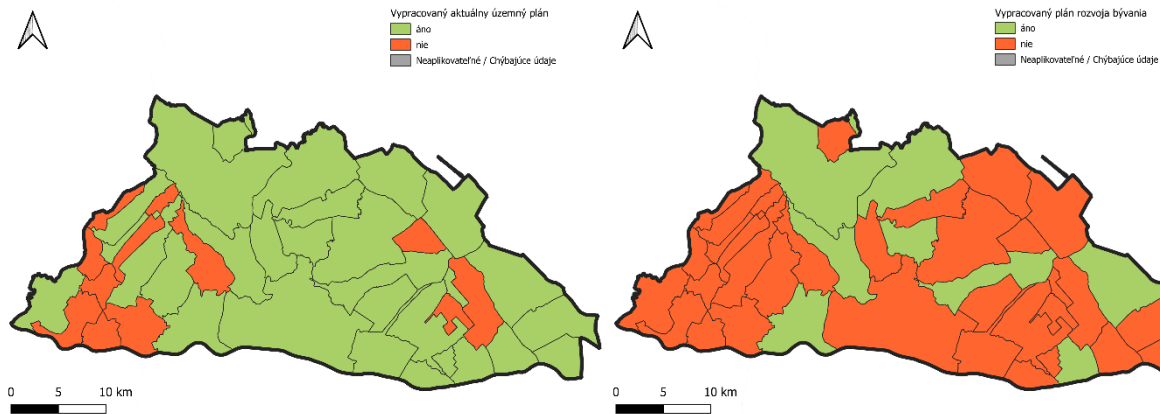 Vypracovaný aktuálny územný plán
áno
nie
Neaplikovateľné / Chýbajúce údaje
0 5 10 km
Vypracovaný plán rozvoja bývania
áno
nie
Neaplikovateľné / Chýbajúce údaje
0 5 10 km